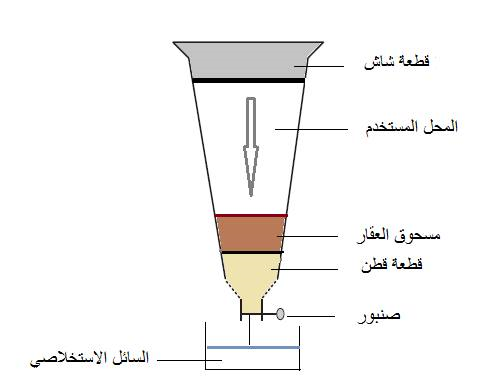 قطعة شاش
المحل المستخدم
مسحوق العقار
قطعة قطن
صنبور
السائل الاستخلاصي